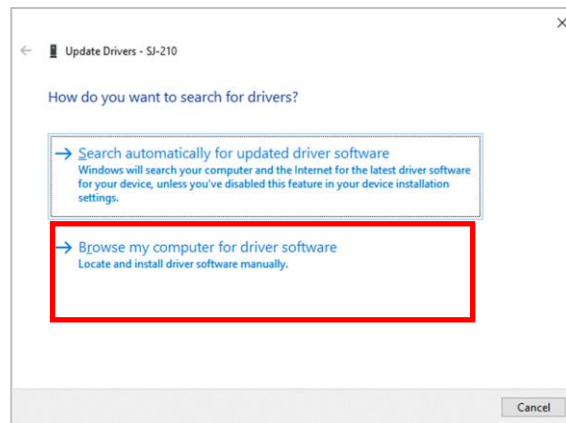 Update Drivers - SJ-210
How do you want to search for drivers?
Search automatically for updated driver software
Windows will search your computer and the Internet for the latest driver software
for your device, unless you've disabled this feature in your device installation
settings.
Browse my computer for driver software
Locate and install driver software manually.
Cancel